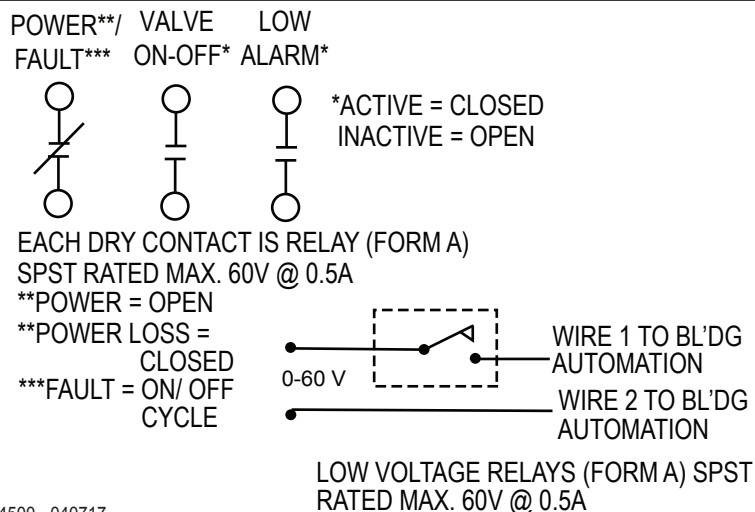 POWER**/ VALVE LOW
FAULT*** ON-OFF* ALARM*
*ACTIVE = CLOSED
INACTIVE = OPEN
EACH DRY CONTACT IS RELAY (FORM A)
SPST RATED MAX. 60V @ 0.5A
**POWER = OPEN
**POWER LOSS =
CLOSED
***FAULT = ON/ OFF
CYCLE
0-60 V
WIRE 1 TO BL'DG
AUTOMATION
WIRE 2 TO BL'DG
AUTOMATION
LOW VOLTAGE RELAYS (FORM A) SPST
RATED MAX. 60V @ 0.5A